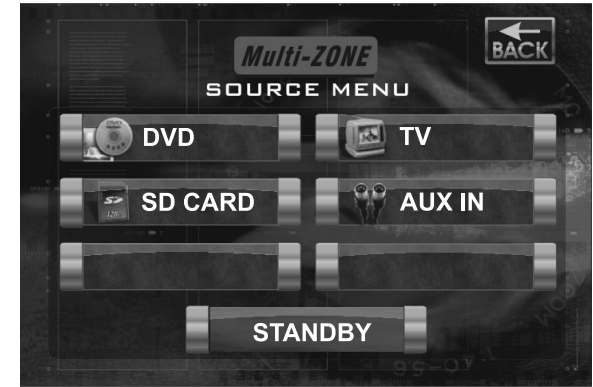 BACK
Multi-ZONE
SOURCE MENU
DVD
TV
SD CARD
AUX IN
STANDBY